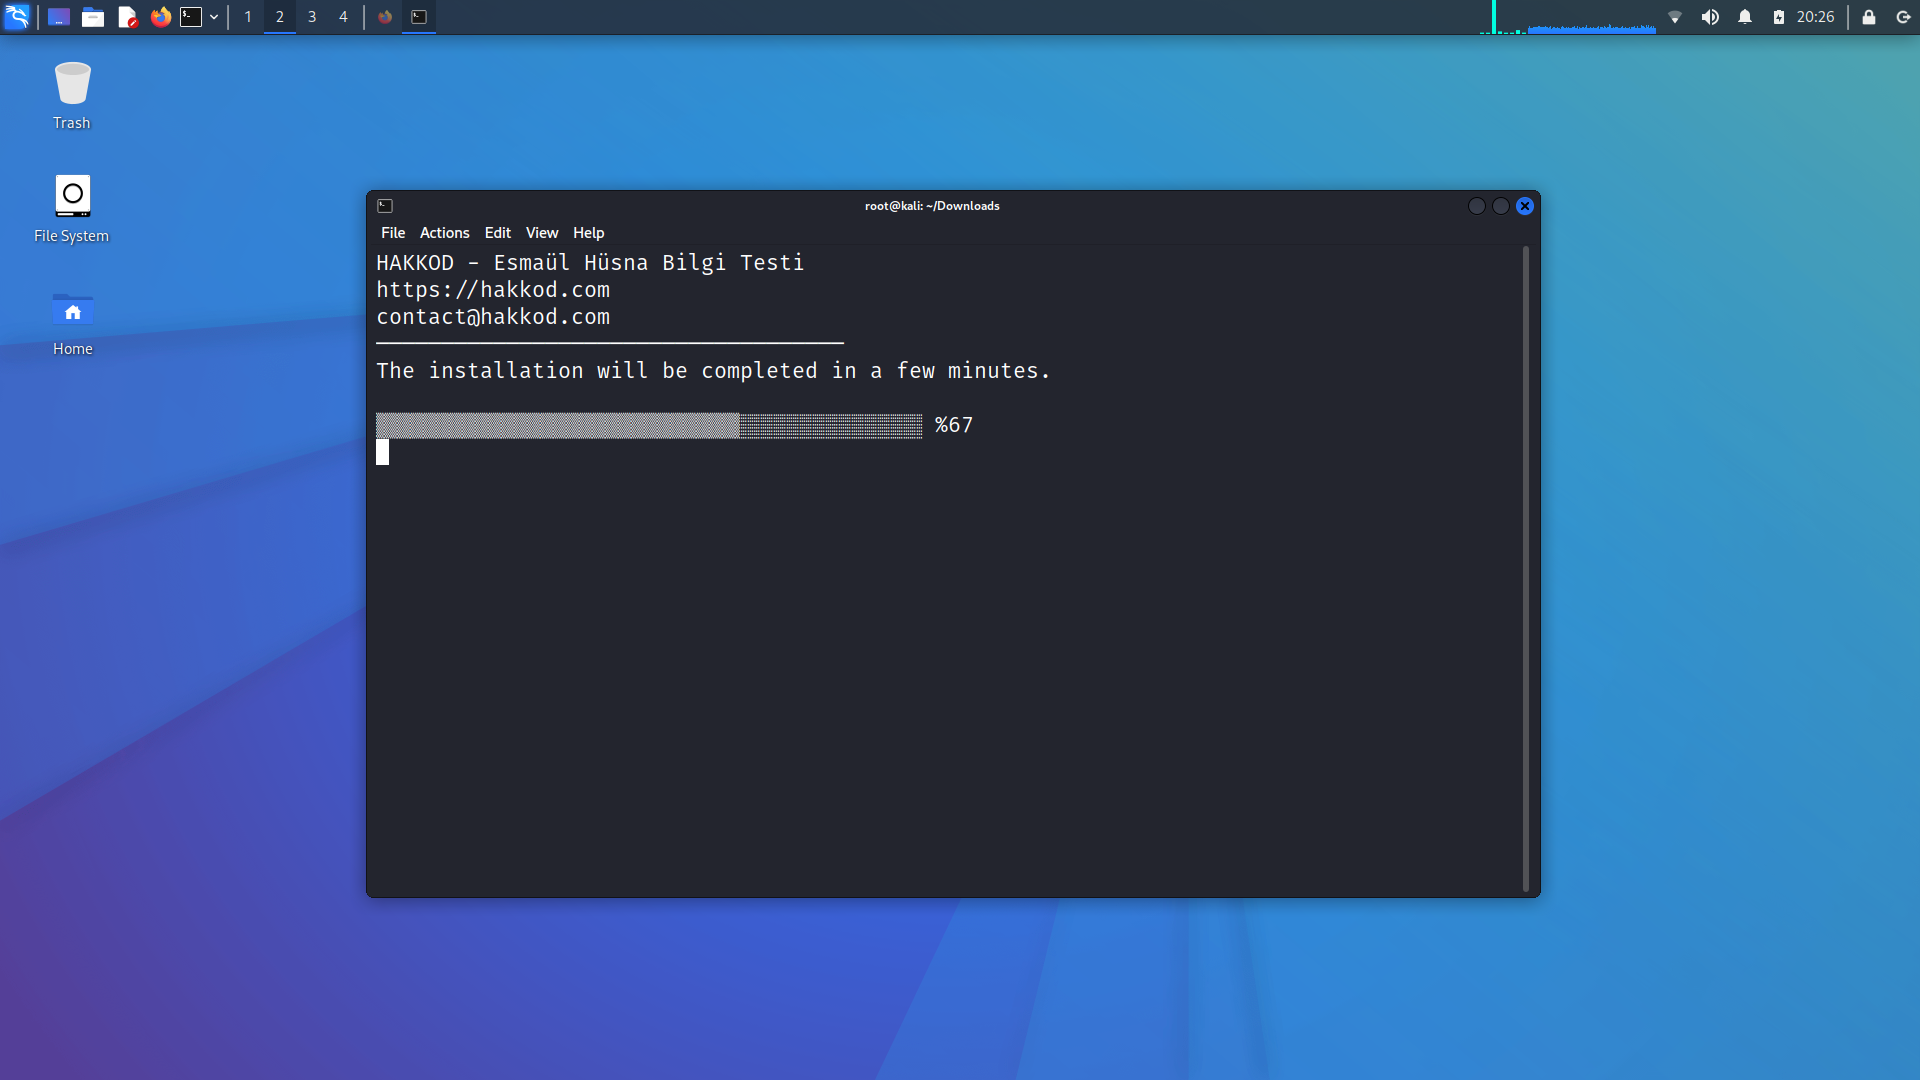 1 2 3 4 20:26
Trash
File System
Home
root@kali: ~/Downloads
File Actions Edit View Help
HAKKOD - Esmaül Hüsna Bilgi Testi
https://hakkod.com
contact@hakkod.com
The installation will be completed in a few minutes.
%67